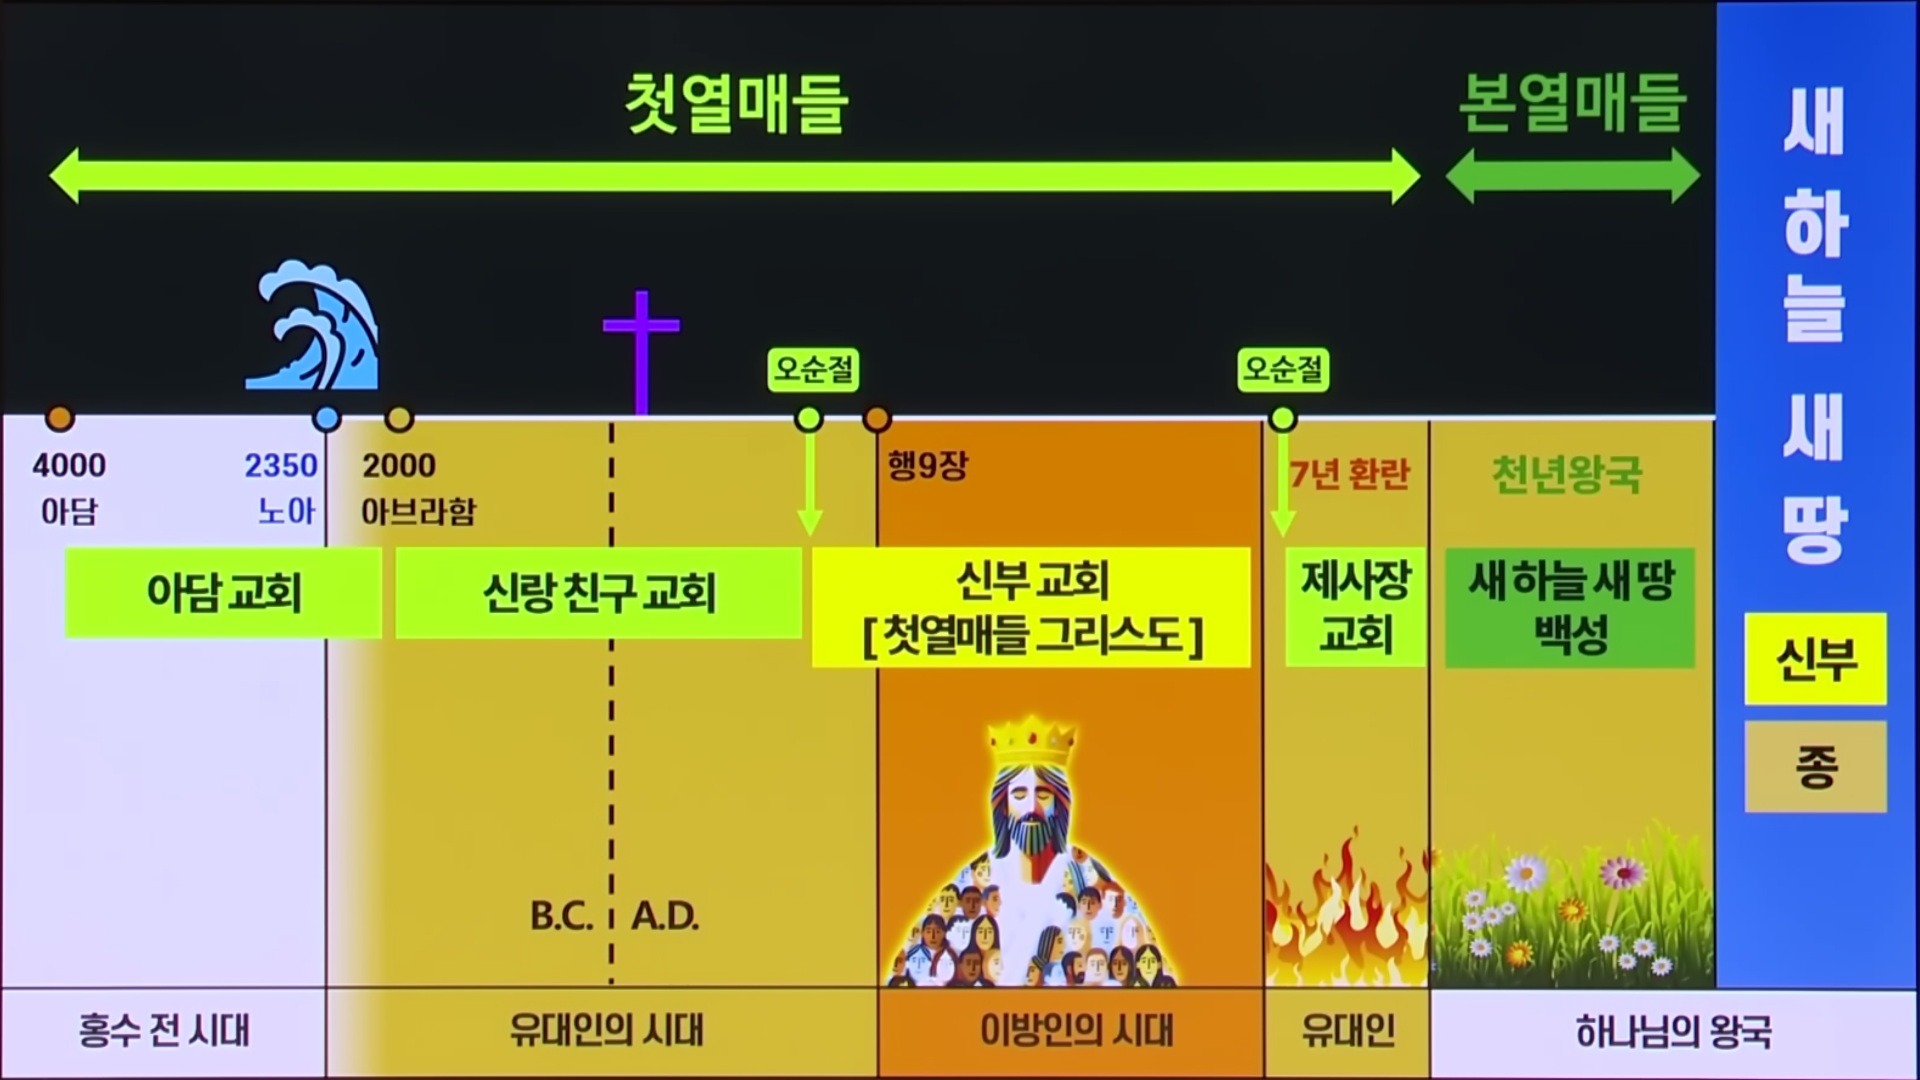 첫열매들
본열매들
새 하늘 새 땅
오순절
오순절
4000
아담
2350
노아
2000
아브라함
행9장
7년 환란
천년왕국
아담 교회
신랑 친구 교회
신부 교회
[ 첫열매들 그리스도 ]
제사장
교회
새 하늘 새 땅
백성
신부
종
B.C.
A.D.
홍수 전 시대
유대인의 시대
이방인의 시대
유대인
하나님의 왕국